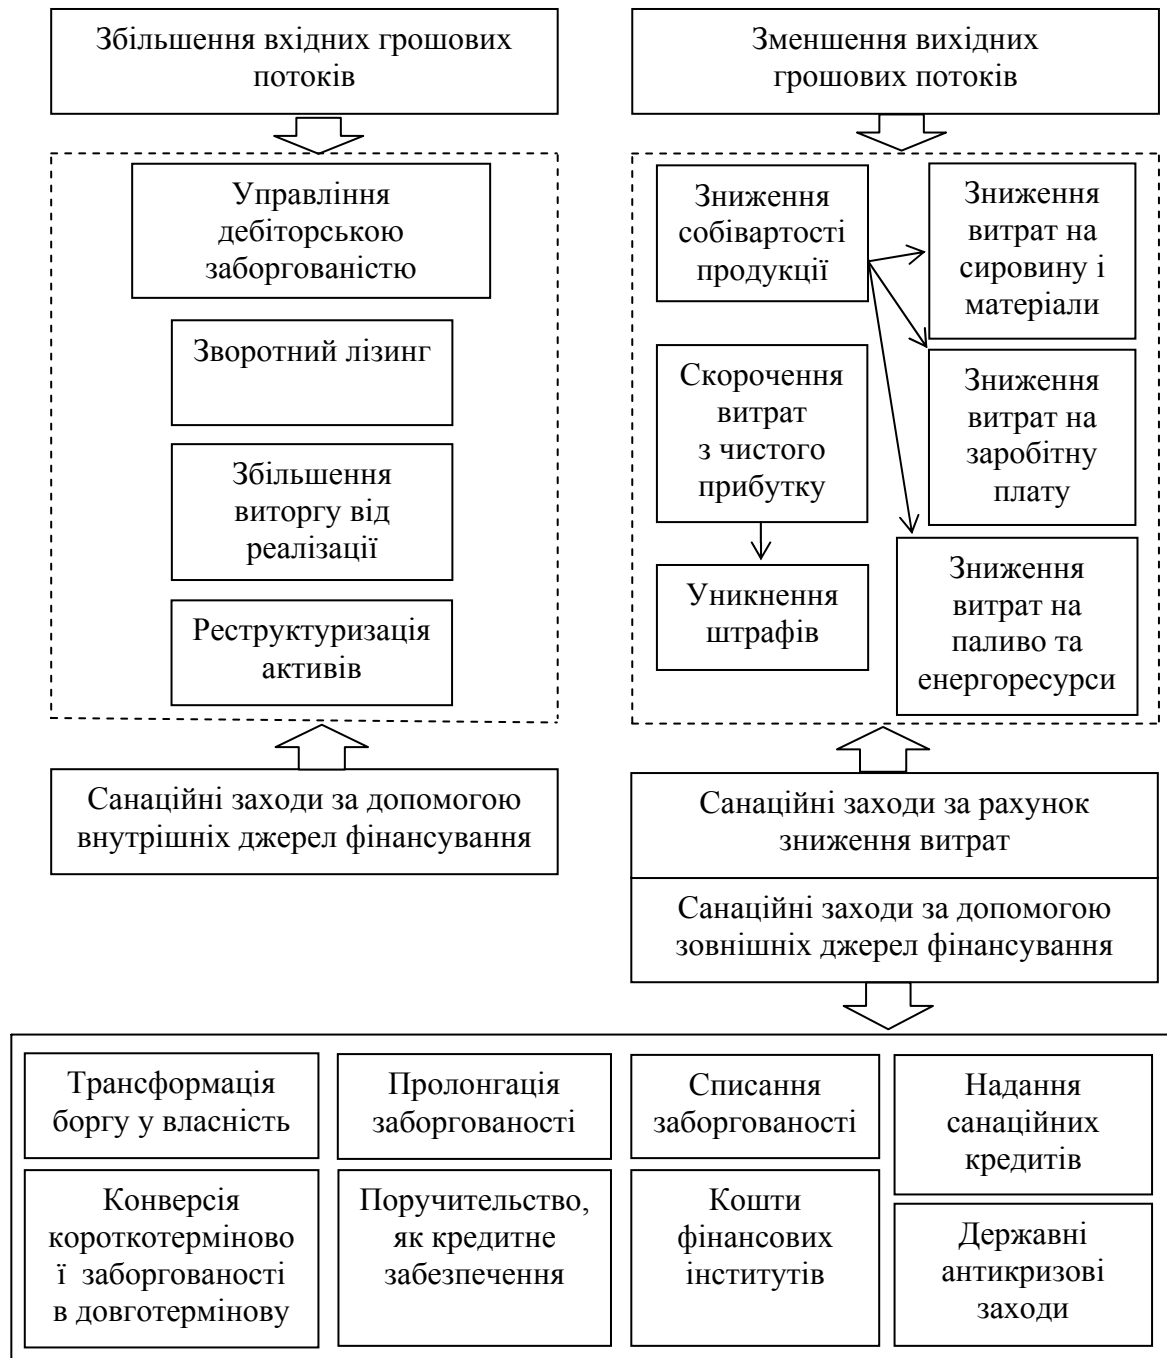 Збільшення вхідних грошових
потоків
Зменшення вихідних
грошових потоків
Управління
дебіторською
заборгованістю
Зворотний лізинг
Збільшення
виторгу від
реалізації
Реструктуризація
активів
Зниження
собівартості
продукції
Скорочення
витрат
з чистого
прибутку
Уникнення
штрафів
Зниження
витрат на
сировину і
матеріали
Зниження
витрат на
заробітну
плату
Зниження
витрат на
паливо та
енергоресурси
Санаційні заходи за допомогою
внутрішніх джерел фінансування
Санаційні заходи за рахунок
зниження витрат
Санаційні заходи за допомогою
зовнішніх джерел фінансування
Трансформація
боргу у власність
Пролонгація
заборгованості
Списання
заборгованості
Надання
санаційних
кредитів
Конверсія
короткотерміново
ї заборгованості
в довготермінову
Поручительство,
як кредитне
забезпечення
Кошти
фінансових
інститутів
Державні
антикризові
заходи